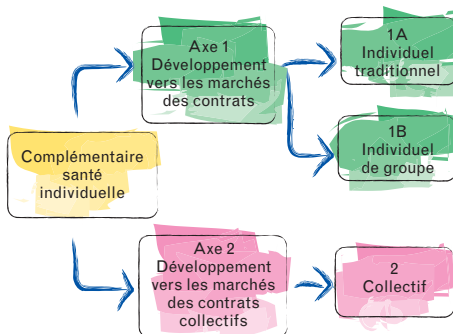 Complémentaire
santé
individuelle
Axe 1
Développement
vers les marchés
des contrats
1A
Individuel
traditionnel
1B
Individuel
de groupe
Axe 2
Développement
vers les marchés
des contrats
collectifs
2
Collectif